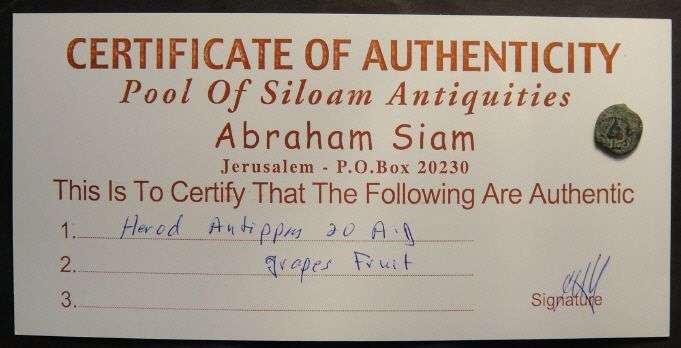 CERTIFICATE OF AUTHENTICITY
Pool Of Siloam Antiquities
Abraham Siam
Jerusalem - P.O.Box 20230
This Is To Certify That The Following Are Authentic
1. Herod Antippas 20 A.D
2. grapes Fruit
3.
Signature